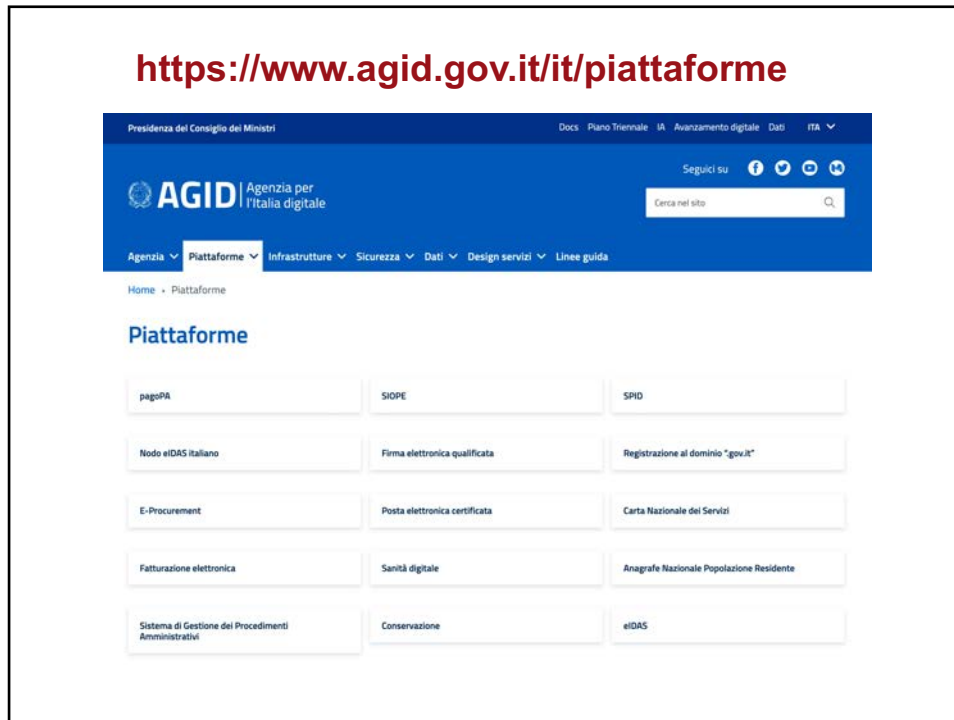 https://www.agid.gov.it/it/piattaforme
Presidenza del Consiglio dei Ministri
Docs Piano Triennale IA Avanzamento digitale Dati ITA
Seguici su
AGID Agenzia per
l'Italia digitale
Cerca nel sito
Agenzia Piattaforme Infrastrutture Sicurezza Dati Design servizi Linee guida
Home › Piattaforme
Piattaforme
pagoPA
SIOPE
SPID
Nodo eIDAS italiano
Firma elettronica qualificata
Registrazione al dominio ".gov.it"
E-Procurement
Posta elettronica certificata
Carta Nazionale dei Servizi
Fatturazione elettronica
Sanità digitale
Anagrafe Nazionale Popolazione Residente
Sistema di Gestione dei Procedimenti
Amministrativi
Conservazione
eIDAS